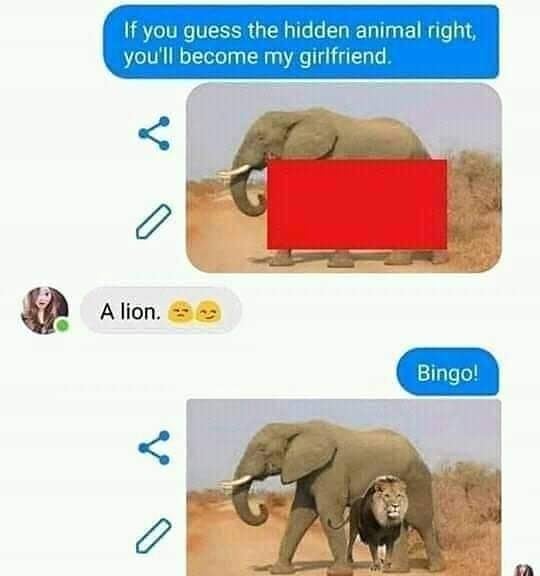 If you guess the hidden animal right,
you'll become my girlfriend.
A lion. 😒😏
Bingo!